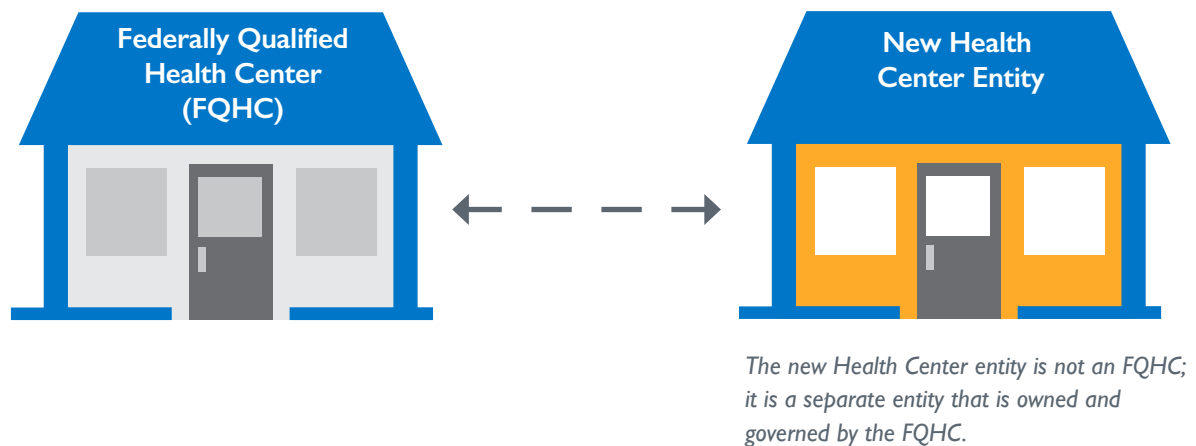 Federally Qualified
Health Center
(FQHC)
New Health
Center Entity
The new Health Center entity is not an FQHC;
it is a separate entity that is owned and
governed by the FQHC.